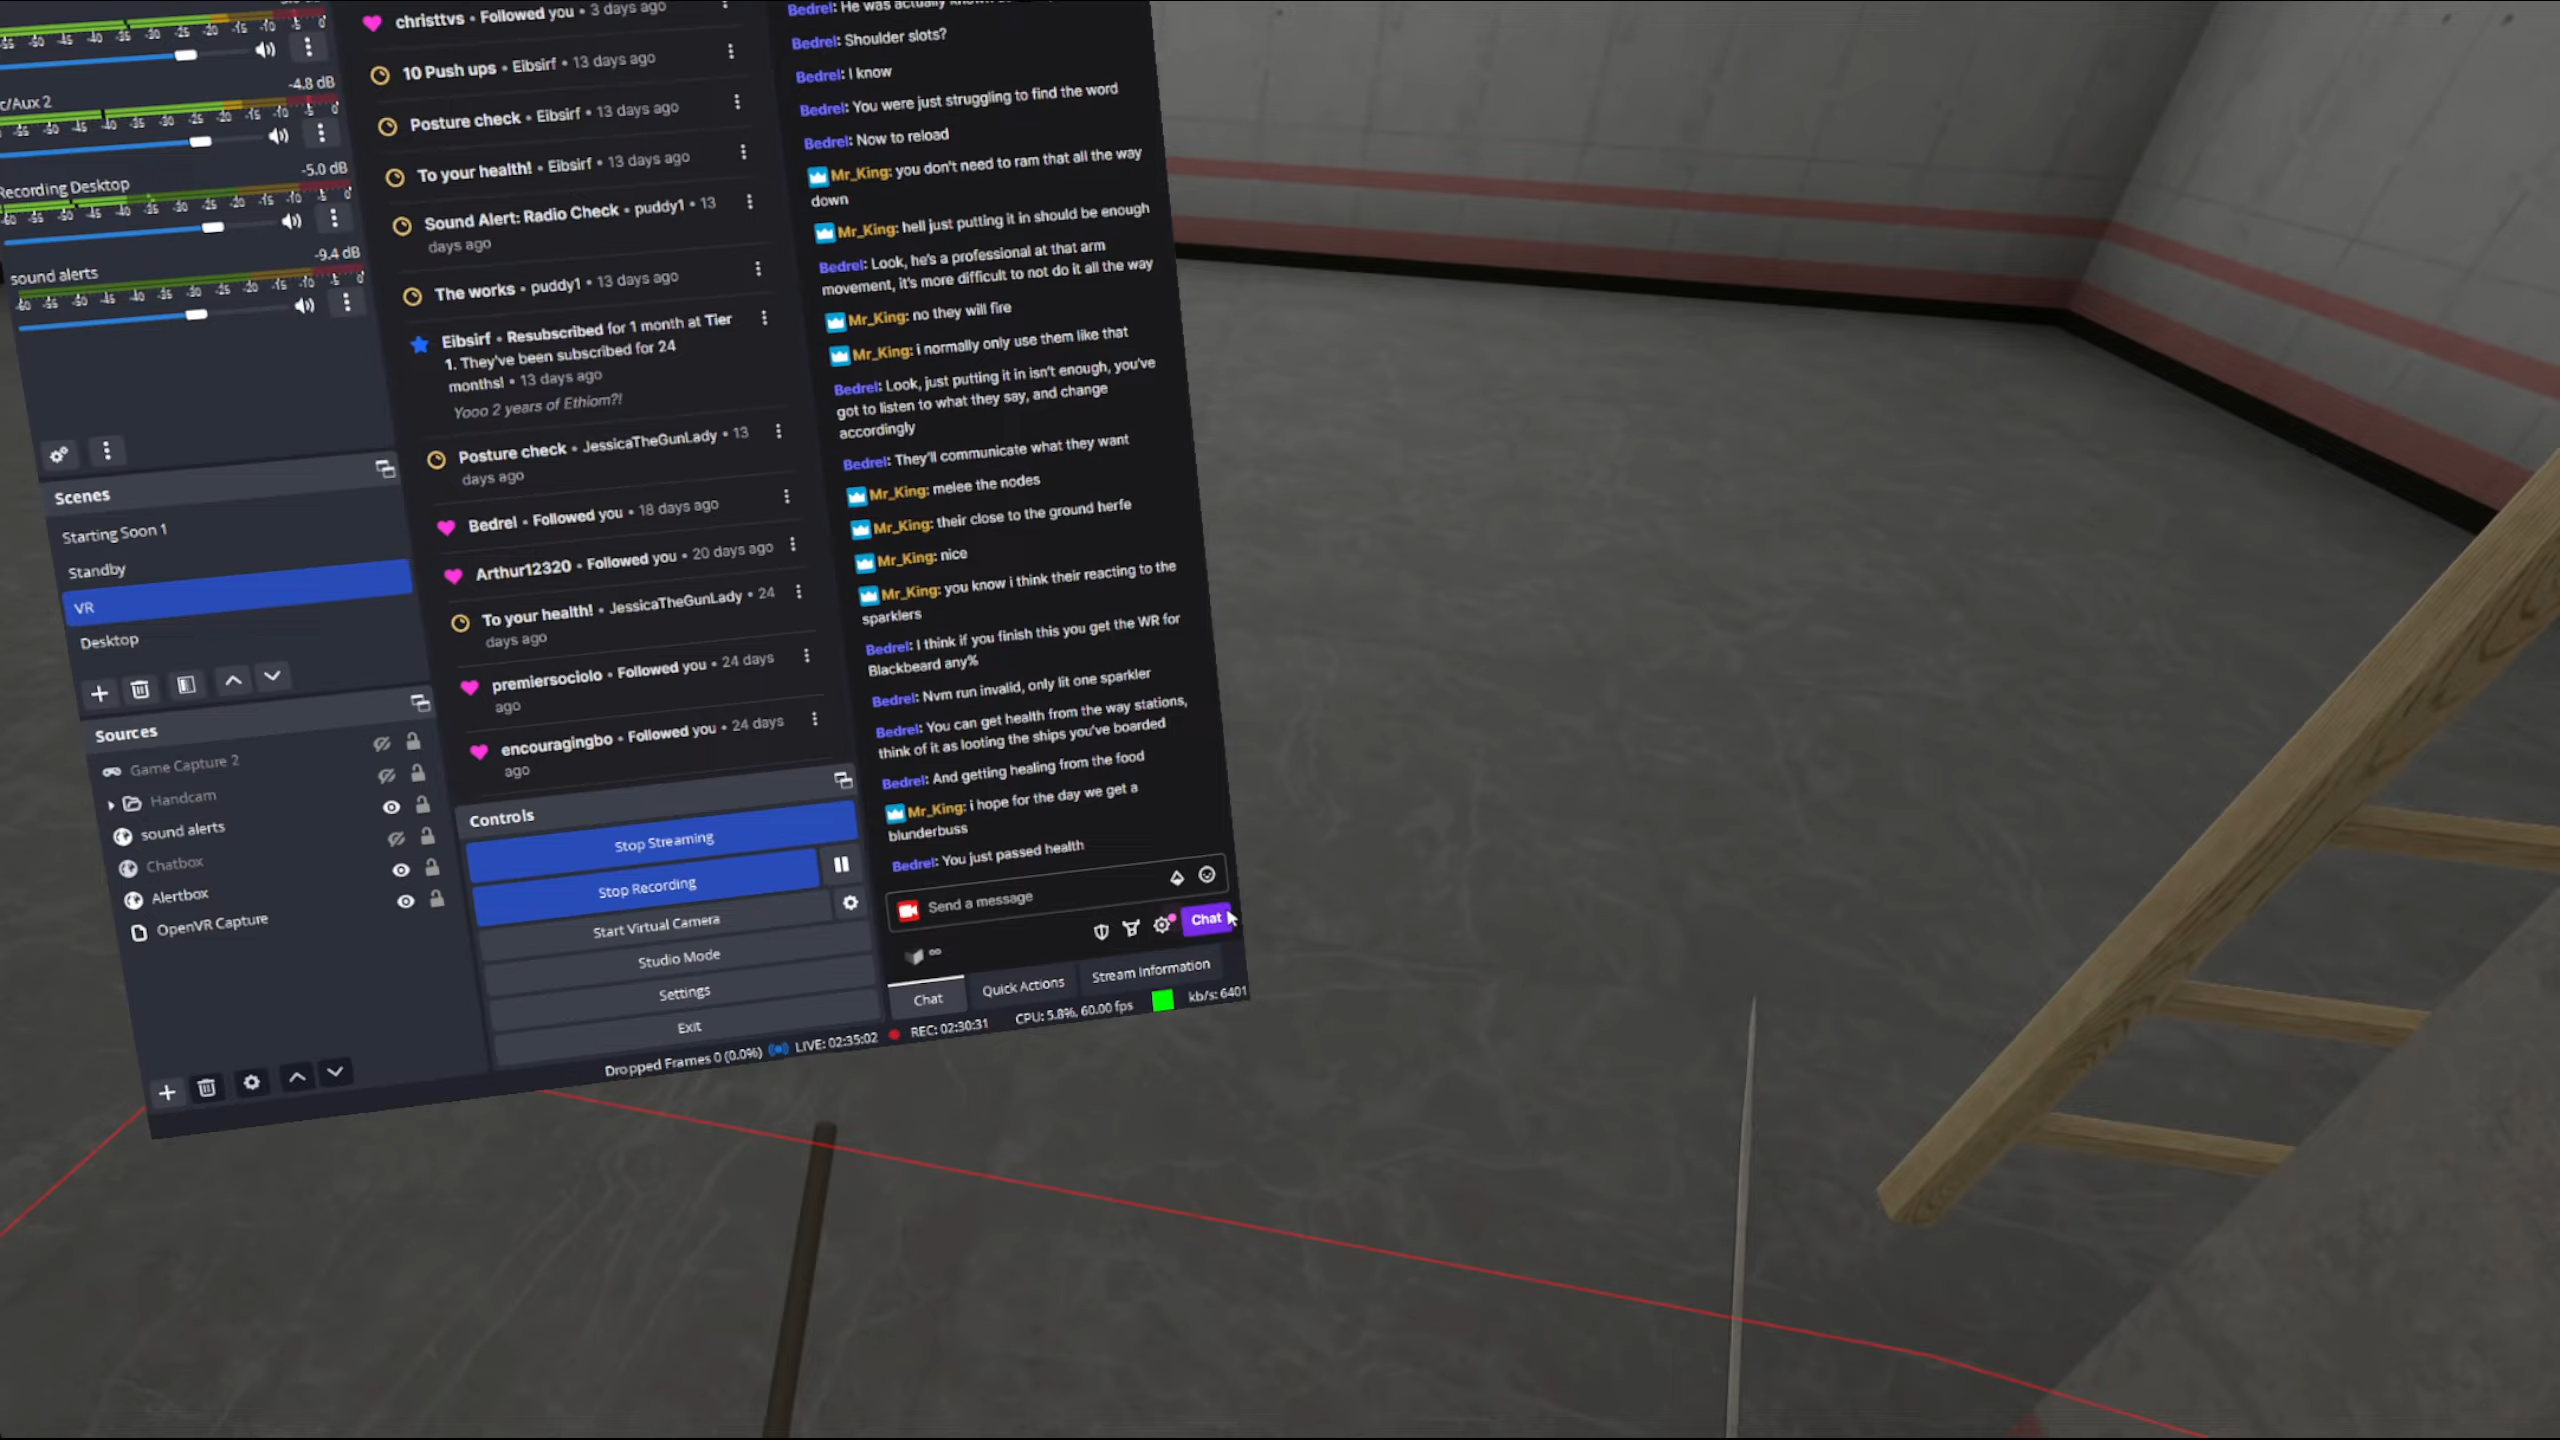 -4.8 dB
c/Aux 2
-5.0 dB
Recording Desktop
-9.4 dB
sound alerts
Scenes
Starting Soon 1
Standby
VR
Desktop
Sources
Game Capture 2
Handcam
sound alerts
Chatbox
Alertbox
OpenVR Capture
christtvs • Followed you • 3 days ago
10 Push ups • Eibsirf • 13 days ago
Posture check • Eibsirf • 13 days ago
To your health! • Eibsirf • 13 days ago
Sound Alert: Radio Check • puddy1 • 13
days ago
The works • puddy1 • 13 days ago
Eibsirf • Resubscribed for 1 month at Tier
1. They've been subscribed for 24
months! • 13 days ago
Yooo 2 years of Ethiom?!
Posture check • JessicaTheGunLady • 13
days ago
Bedrel • Followed you • 18 days ago
Arthur12320 • Followed you • 20 days ago
To your health! • JessicaTheGunLady • 24
days ago
premiersociolo • Followed you • 24 days
ago
encouragingbo • Followed you • 24 days
ago
Controls
Stop Streaming
Stop Recording
Start Virtual Camera
Studio Mode
Settings
Exit
Bedrel: He was actually
Bedrel: Shoulder slots?
Bedrel: I know
Bedrel: You were just struggling to find the word
Bedrel: Now to reload
Mr_King: you don't need to ram that all the way
down
Mr_King: hell just putting it in should be enough
Bedrel: Look, he's a professional at that arm
movement, it's more difficult to not do it all the way
Mr_King: no they will fire
Mr_King: i normally only use them like that
Bedrel: Look, just putting it in isn't enough, you've
got to listen to what they say, and change
accordingly
Bedrel: They'll communicate what they want
Mr_King: melee the nodes
Mr_King: their close to the ground herfe
Mr_King: nice
Mr_King: you know i think their reacting to the
sparklers
Bedrel: I think if you finish this you get the WR for
Blackbeard any%
Bedrel: Nvm run invalid, only lit one sparkler
Bedrel: You can get health from the way stations,
think of it as looting the ships you've boarded
Bedrel: And getting healing from the food
Mr_King: i hope for the day we get a
blunderbuss
Bedrel: You just passed health
Send a message
Chat
∞
Chat
Quick Actions
Stream Information
Dropped Frames 0 (0.0%)
LIVE: 02:35:02
REC: 02:30:31
CPU: 5.8%, 60.00 fps
kb/s: 6401